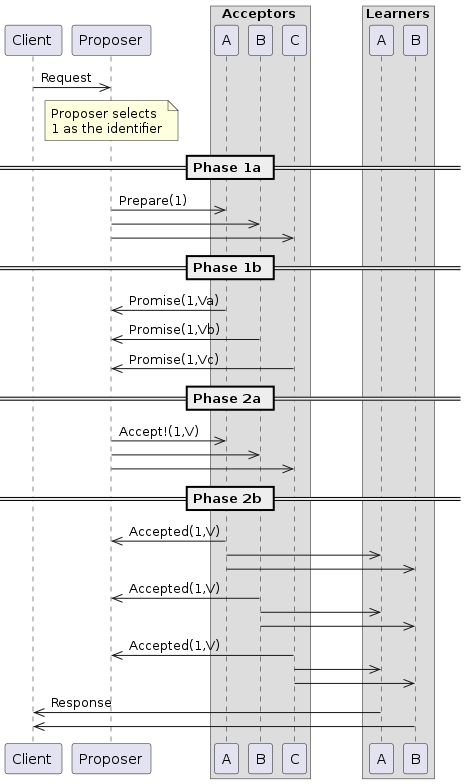 Acceptors
Learners
Client
Proposer
A
B
C
A
B
Request
Proposer selects
1 as the identifier
Phase 1a
Prepare(1)
Phase 1b
Promise(1,Va)
Promise(1,Vb)
Promise(1,Vc)
Phase 2a
Accept!(1,V)
Phase 2b
Accepted(1,V)
Accepted(1,V)
Accepted(1,V)
Response
Client
Proposer
A
B
C
A
B